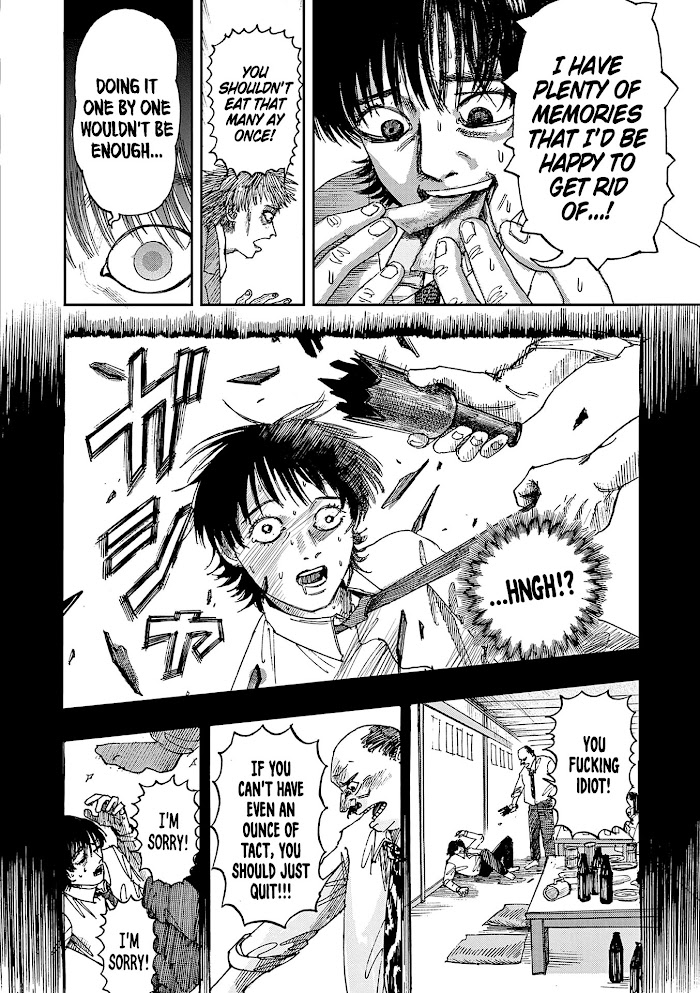 I HAVE
PLENTY OF
MEMORIES
THAT I'D BE
HAPPY TO
GET RID
OF...!
YOU
SHOULDN'T
EAT THAT
MANY AY
ONCE!
DOING IT
ONE BY ONE
WOULDN'T BE
ENOUGH...
ガシャ
...HNGH!?
YOU
FUCKING
IDIOT!
IF YOU
CAN'T HAVE
EVEN AN
OUNCE OF
TACT, YOU
SHOULD JUST
QUIT!!!
I'M
SORRY!
I'M
SORRY!